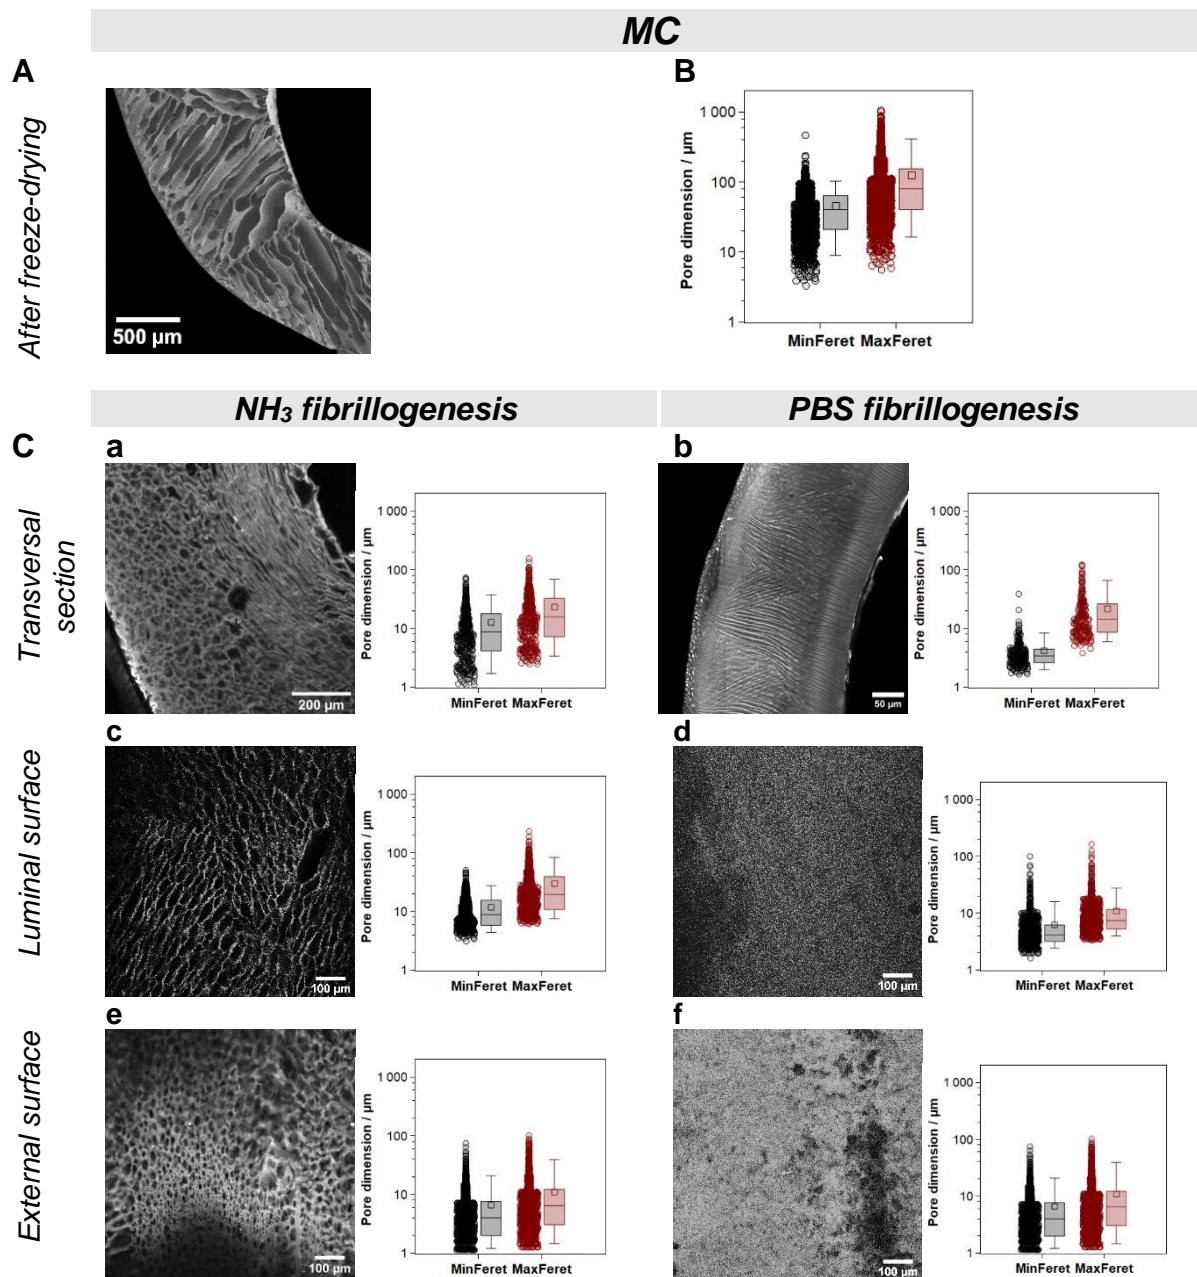 MC
A
B
After freeze-drying
500 µm
Pore dimension / µm
1 000
100
10
1
MinFeret MaxFeret
NH₃ fibrillogenesis
PBS fibrillogenesis
C
a
b
Transversal
section
200 µm
Pore dimension / µm
1 000
100
10
1
MinFeret MaxFeret
50 µm
Pore dimension / µm
1 000
100
10
1
MinFeret MaxFeret
c
d
Luminal surface
100 µm
Pore dimension / µm
1 000
100
10
1
MinFeret MaxFeret
100 µm
Pore dimension / µm
1 000
100
10
1
MinFeret MaxFeret
e
f
External surface
100 µm
Pore dimension / µm
1 000
100
10
1
MinFeret MaxFeret
100 µm
Pore dimension / µm
1 000
100
10
1
MinFeret MaxFeret